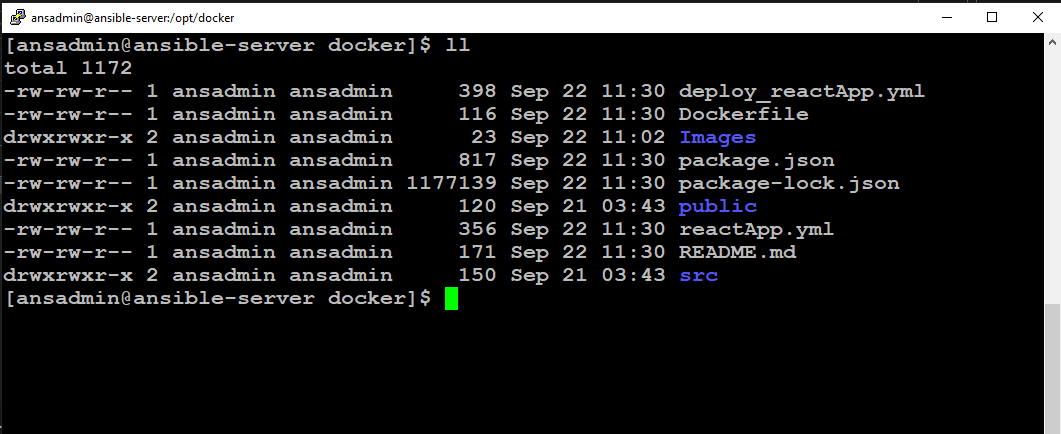 ansadmin@ansible-server:/opt/docker
[ansadmin@ansible-server docker]$ ll
total 1172
-rw-rw-r-- 1 ansadmin ansadmin     398 Sep 22 11:30 deploy_reactApp.yml
-rw-rw-r-- 1 ansadmin ansadmin     116 Sep 22 11:30 Dockerfile
drwxrwxr-x 2 ansadmin ansadmin      23 Sep 22 11:02 Images
-rw-rw-r-- 1 ansadmin ansadmin     817 Sep 22 11:30 package.json
-rw-rw-r-- 1 ansadmin ansadmin 1177139 Sep 22 11:30 package-lock.json
drwxrwxr-x 2 ansadmin ansadmin     120 Sep 21 03:43 public
-rw-rw-r-- 1 ansadmin ansadmin     356 Sep 22 11:30 reactApp.yml
-rw-rw-r-- 1 ansadmin ansadmin     171 Sep 22 11:30 README.md
drwxrwxr-x 2 ansadmin ansadmin     150 Sep 21 03:43 src
[ansadmin@ansible-server docker]$